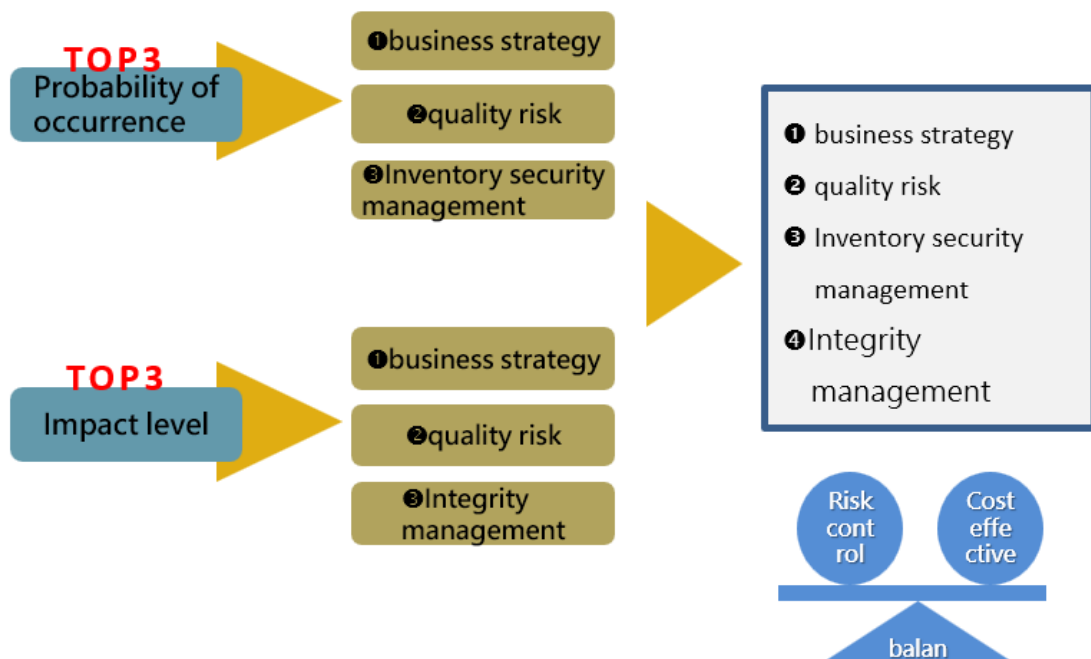 TOP3
Probability of
occurrence
❶business strategy
❷quality risk
❸Inventory security
management
TOP3
Impact level
❶business strategy
❷quality risk
❸Integrity
management
❶ business strategy
❷ quality risk
❸ Inventory security
management
❹Integrity
management
Risk
cont
rol
Cost
effe
ctive
balan